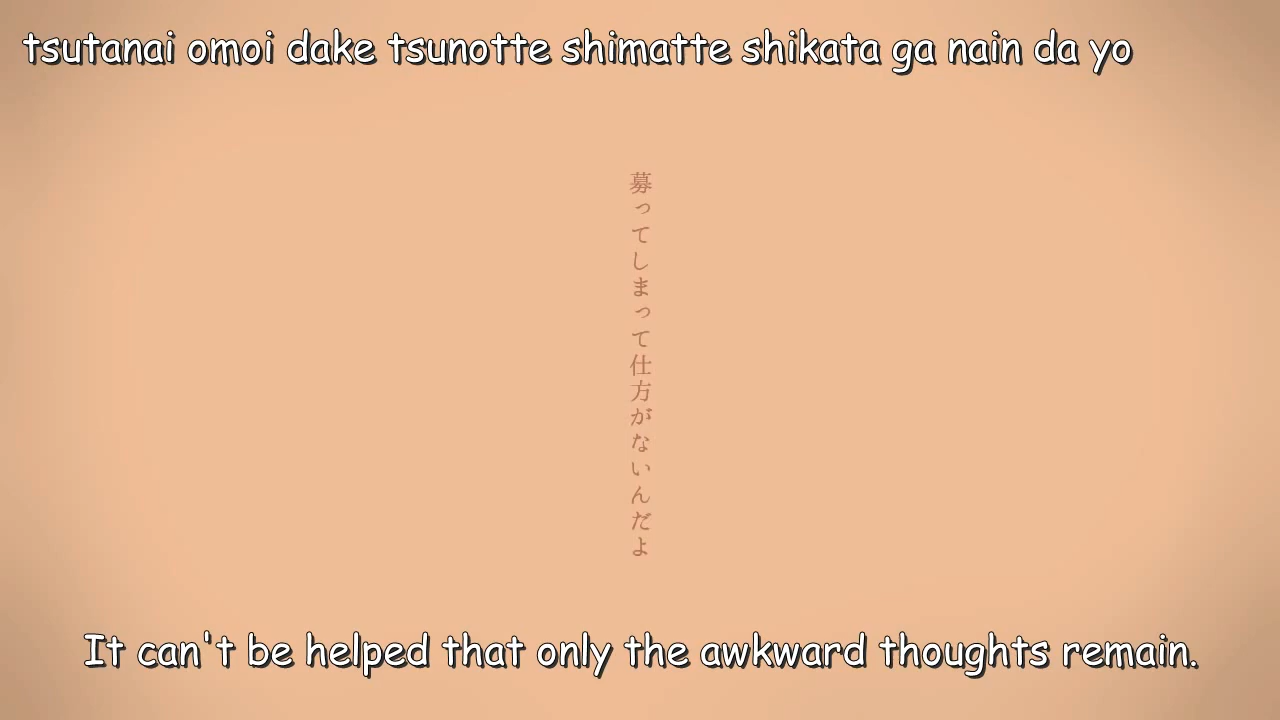 tsutanai omoi dake tsunotte shimatte shikata ga nain da yo
募ってしまって仕方がないんだよ
It can't be helped that only the awkward thoughts remain.